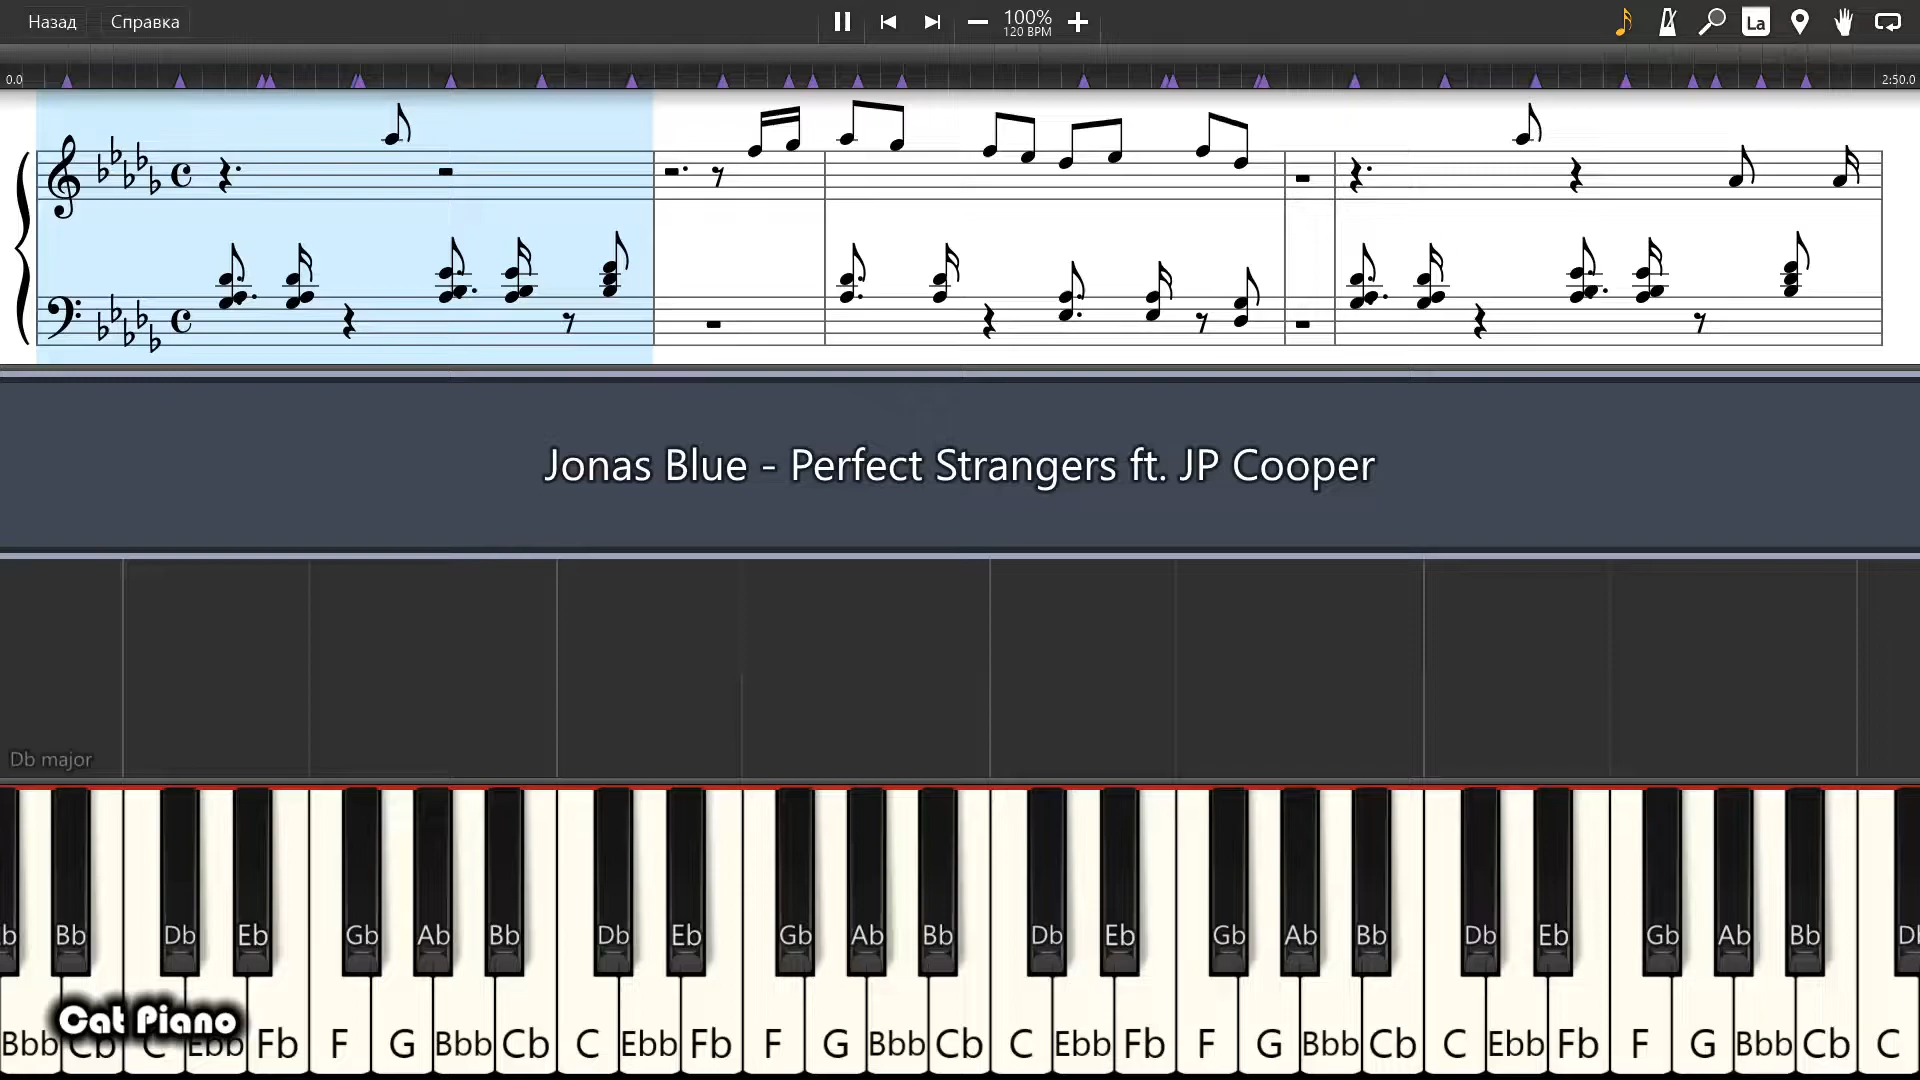 Назад Справка 100%
120 BPM
La
0.0 2:50.0
Jonas Blue - Perfect Strangers ft. JP Cooper
Db major
Bb Db Eb Gb Ab Bb Db Eb Gb Ab Bb Db Eb Gb Ab Bb Db Eb Gb Ab Bb
Cat Piano
Bbb Cb C Ebb Fb F G Bbb Cb C Ebb Fb F G Bbb Cb C Ebb Fb F G Bbb Cb C Ebb Fb F G Bbb Cb C